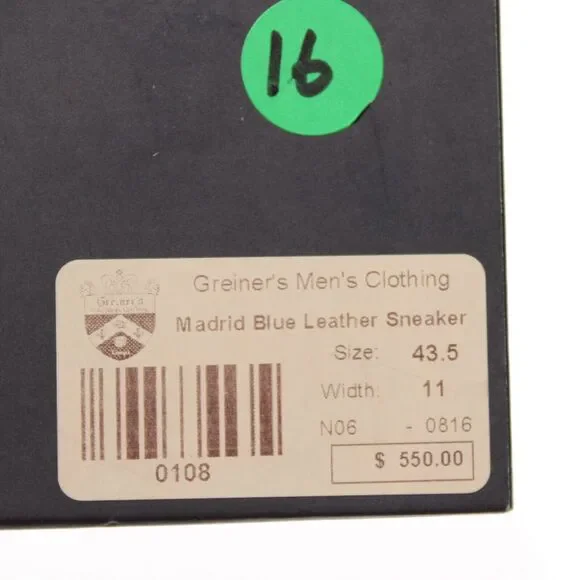 16
Greiner's Men's Clothing
Madrid Blue Leather Sneaker
Size: 43.5
Width: 11
N06 - 0816
$ 550.00
0108